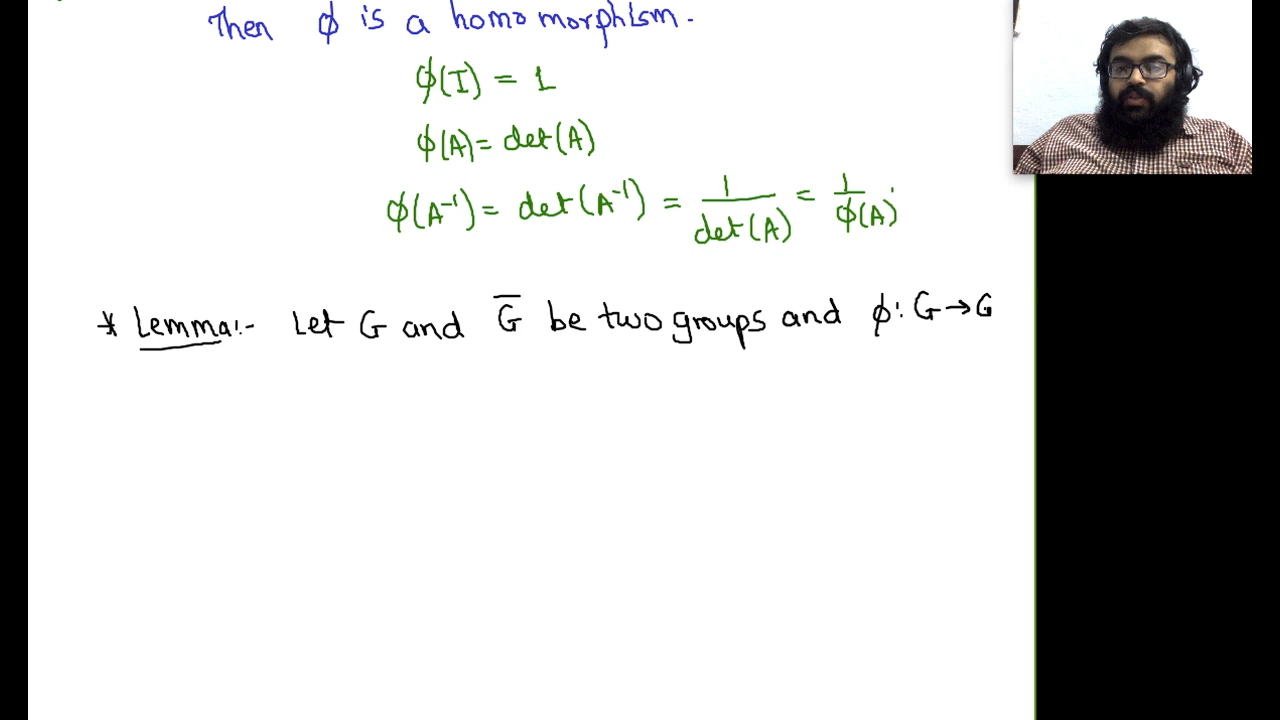 Then φ is a homomorphism.
φ(I) = 1
φ(A) = det(A)
φ(A⁻¹) = det(A⁻¹) = 1/det(A) = 1/φ(A).
* Lemma:- Let G and G̅ be two groups and φ: G→G